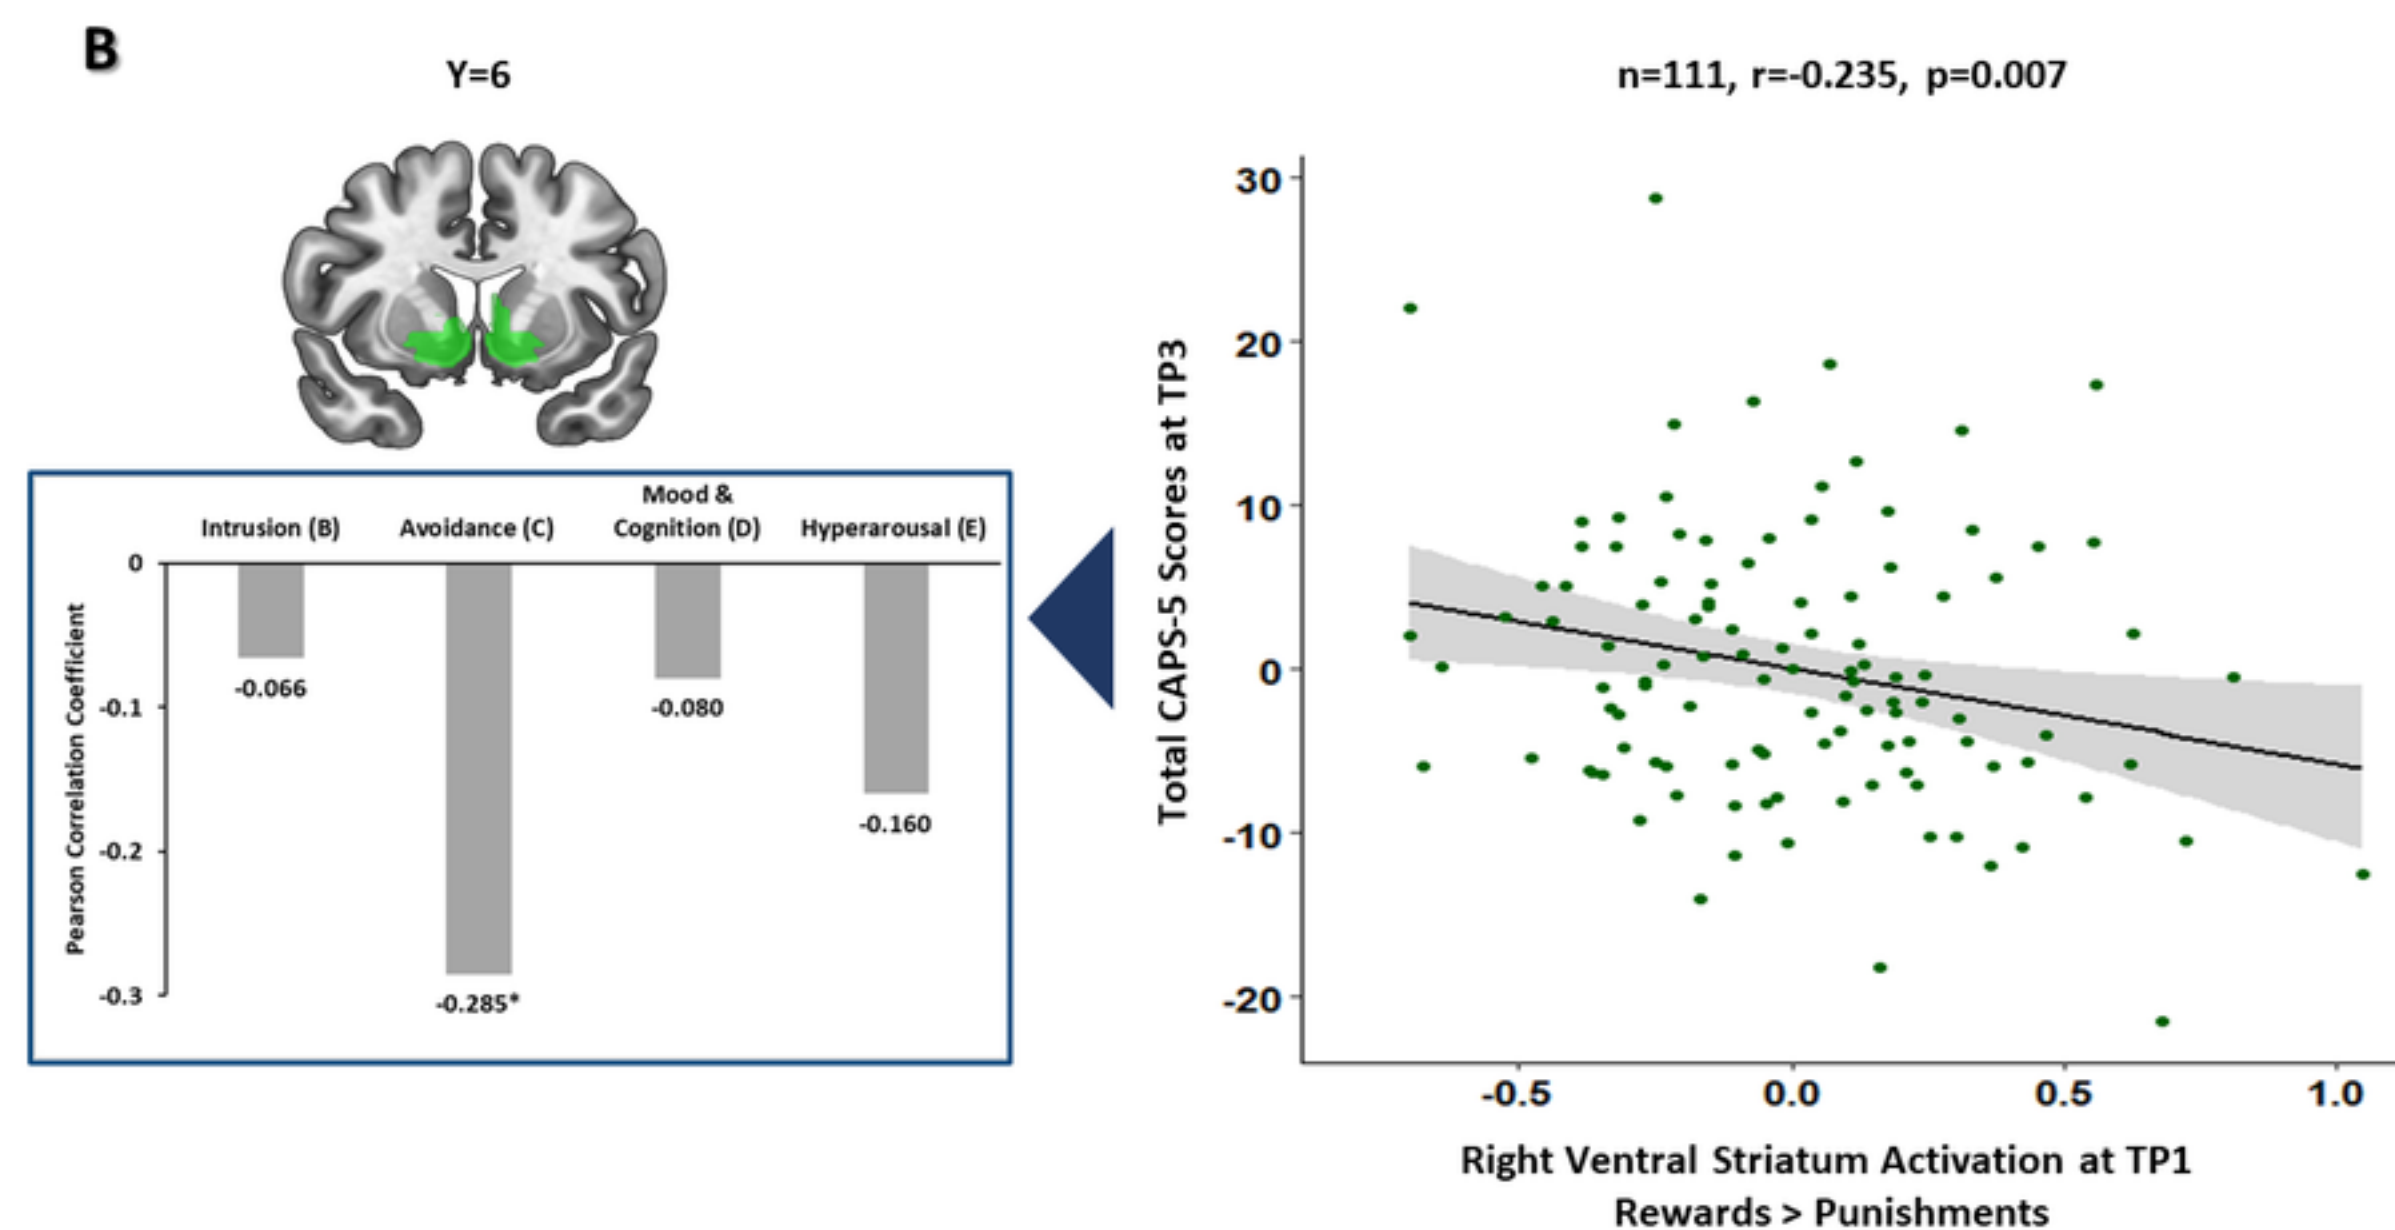 B
Y=6
Intrusion (B)
Avoidance (C)
Mood &
Cognition (D)
Hyperarousal (E)
Pearson Correlation Coefficient
0
-0.1
-0.2
-0.3
-0.066
-0.285*
-0.080
-0.160
n=111, r=-0.235, p=0.007
Total CAPS-5 Scores at TP3
30
20
10
0
-10
-20
-0.5
0.0
0.5
1.0
Right Ventral Striatum Activation at TP1
Rewards > Punishments